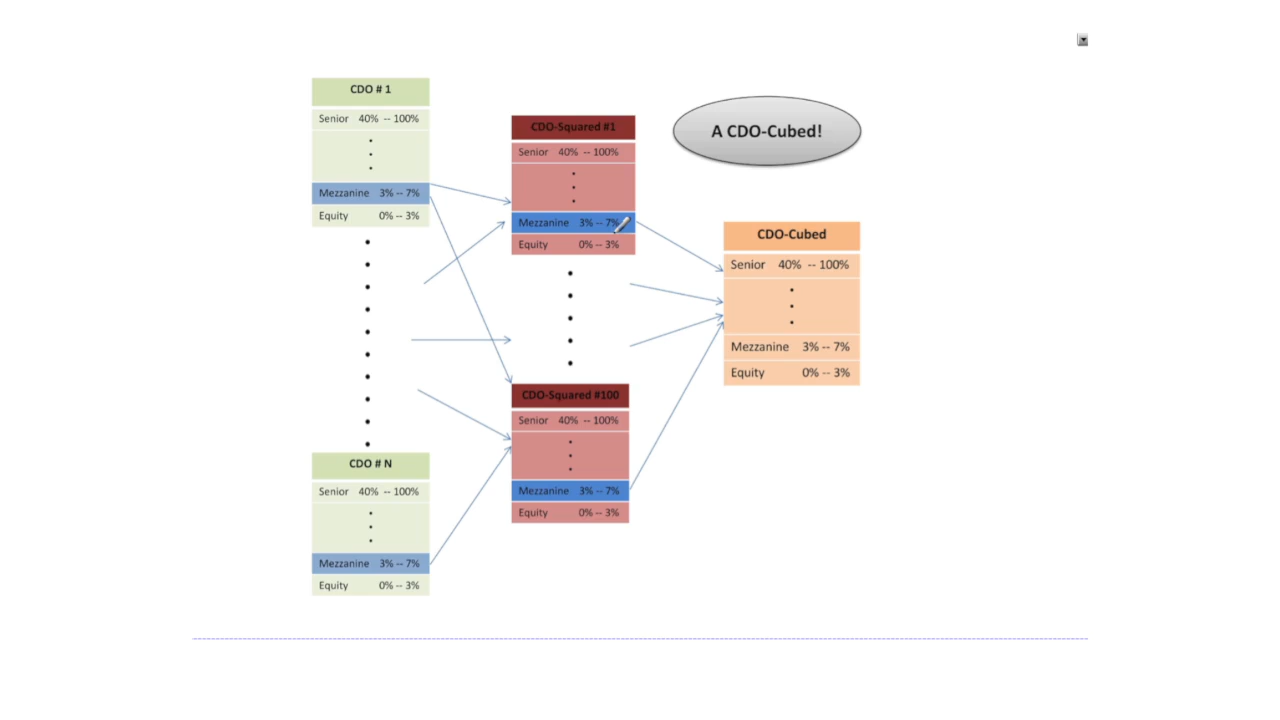 CDO # 1
Senior 40% -- 100%
Mezzanine 3% -- 7%
Equity 0% -- 3%
CDO # N
Senior 40% -- 100%
Mezzanine 3% -- 7%
Equity 0% -- 3%
CDO-Squared #1
Senior 40% -- 100%
Mezzanine 3% -- 7%
Equity 0% -- 3%
CDO-Squared #100
Senior 40% -- 100%
Mezzanine 3% -- 7%
Equity 0% -- 3%
A CDO-Cubed!
CDO-Cubed
Senior 40% -- 100%
Mezzanine 3% -- 7%
Equity 0% -- 3%